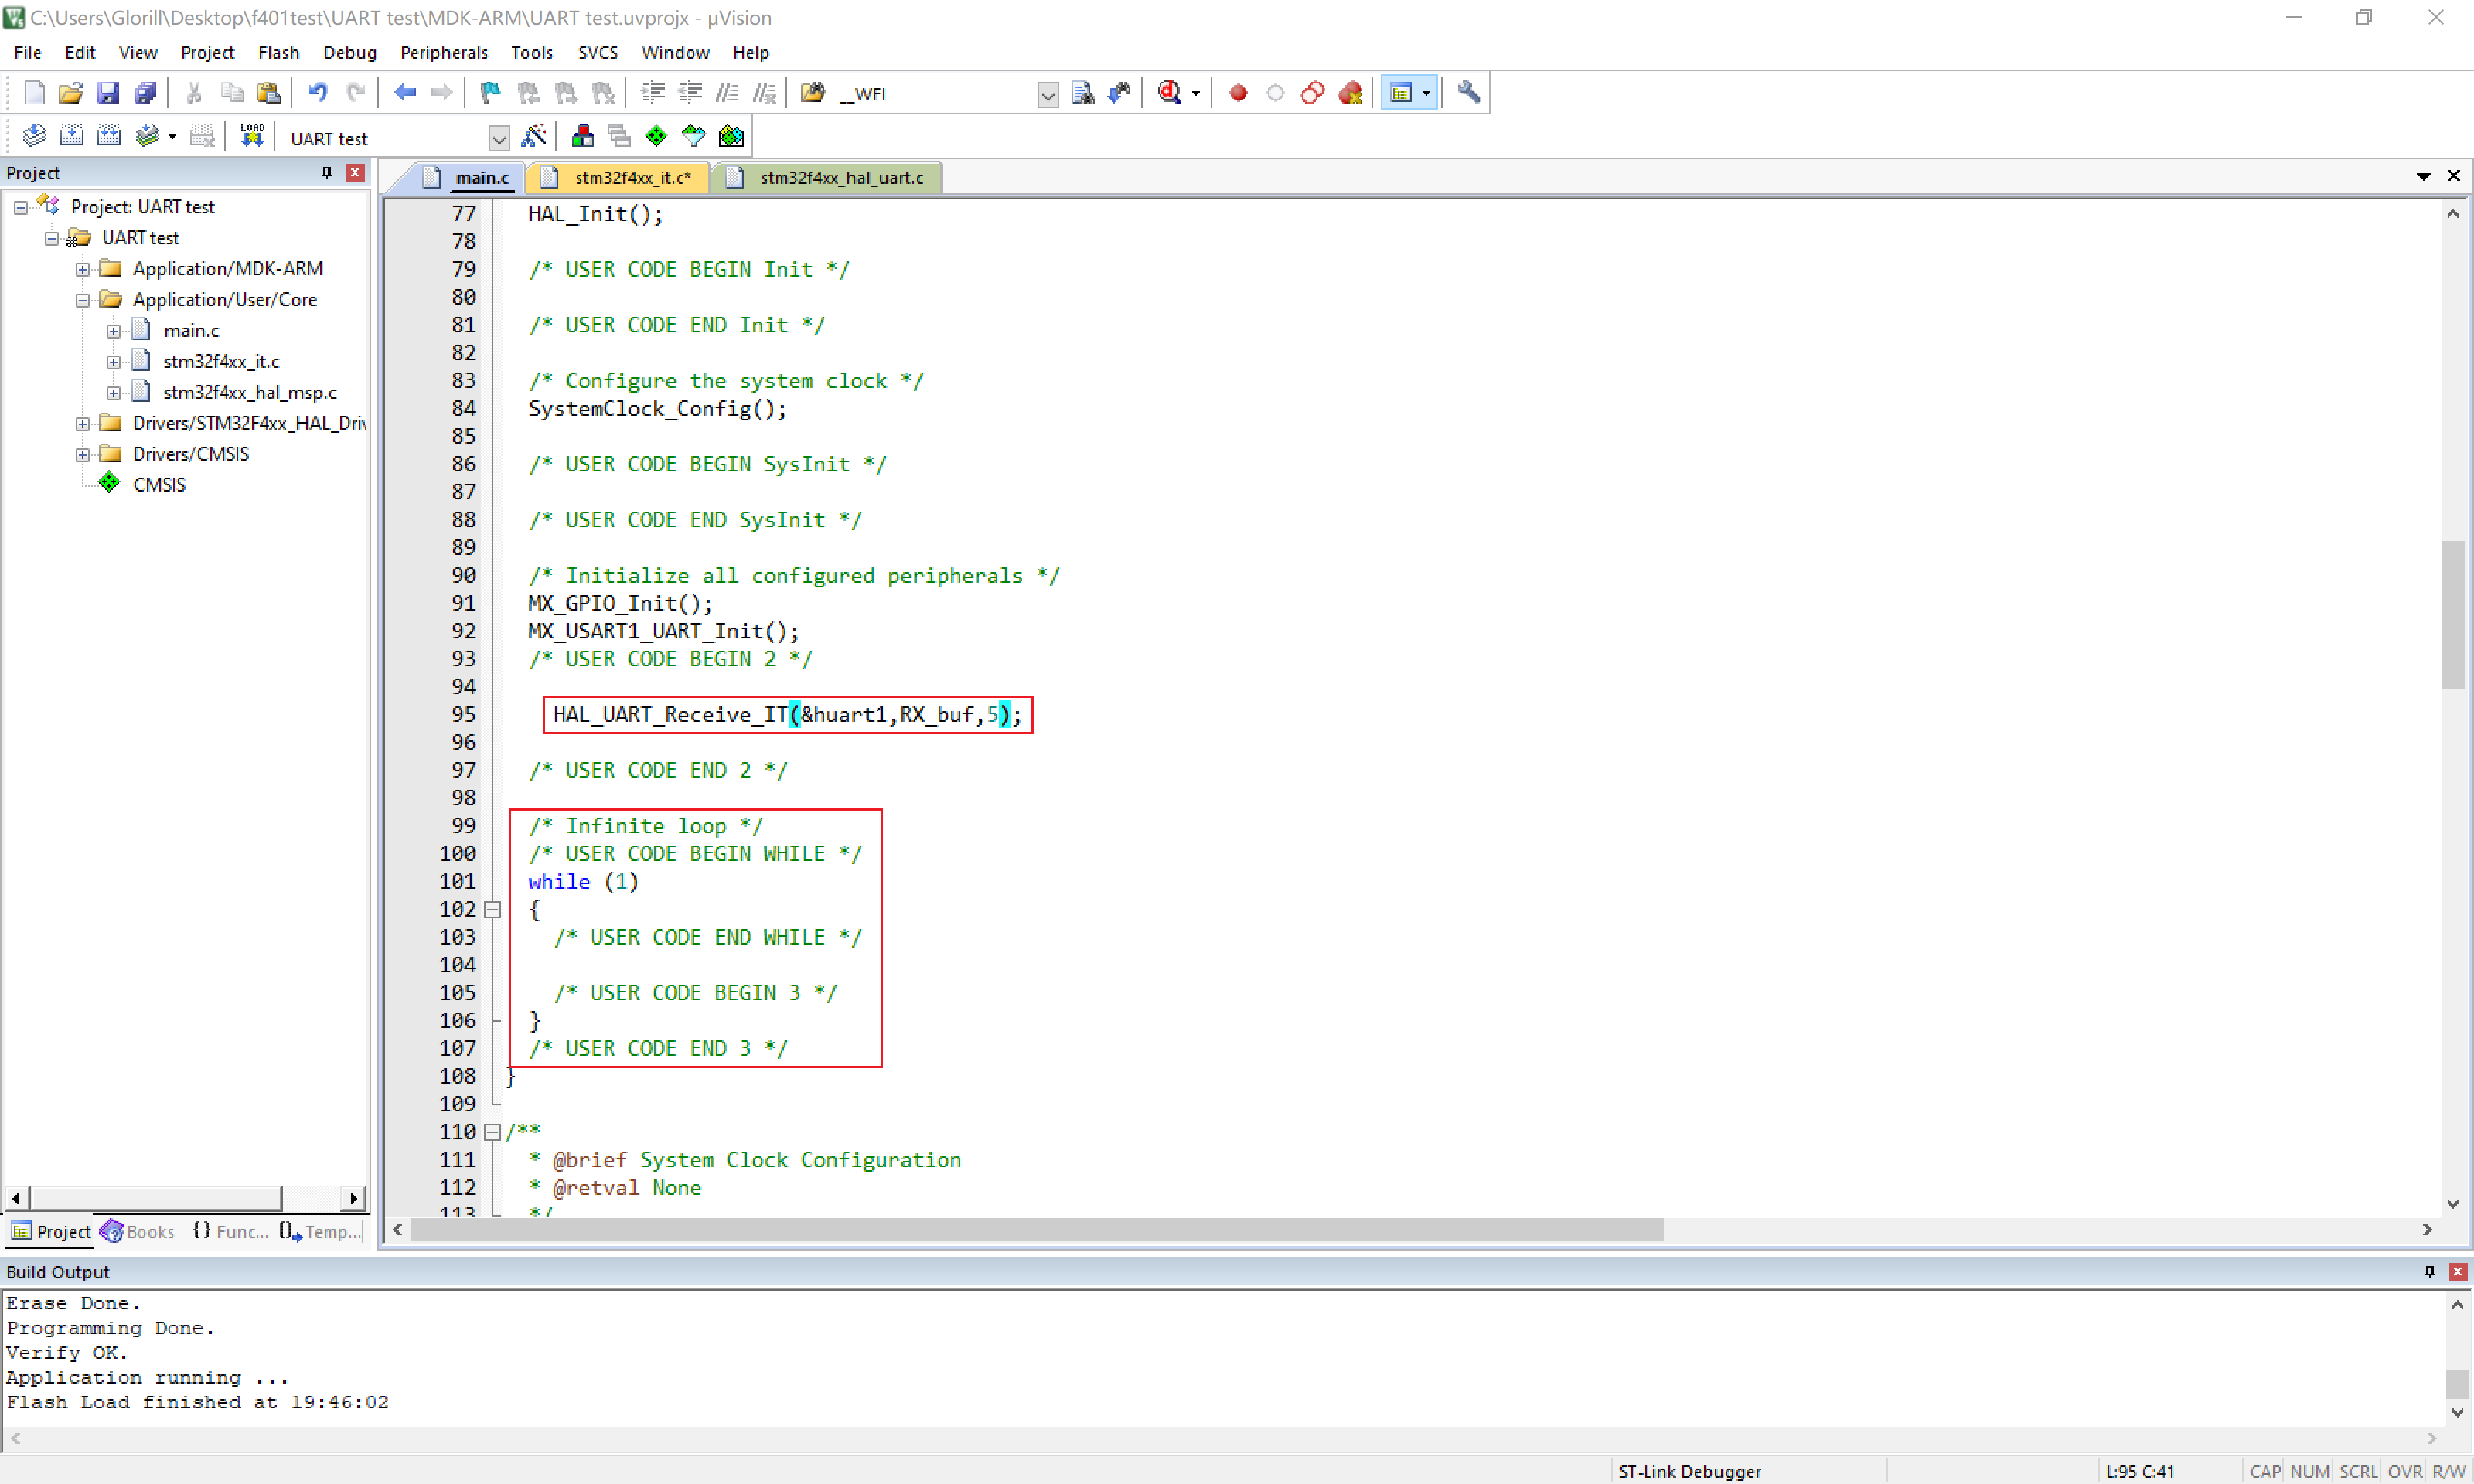 C:\Users\Glorill\Desktop\f401test\UART test\MDK-ARM\UART test.uvprojx - µVision
File Edit View Project Flash Debug Peripherals Tools SVCS Window Help
__WFI
LOAD UART test
Project
main.c stm32f4xx_it.c* stm32f4xx_hal_uart.c
Project: UART test
UART test
Application/MDK-ARM
Application/User/Core
main.c
stm32f4xx_it.c
stm32f4xx_hal_msp.c
Drivers/STM32F4xx_HAL_Driv
Drivers/CMSIS
CMSIS
Project Books Func... Temp...
77 HAL_Init();
78
79 /* USER CODE BEGIN Init */
80
81 /* USER CODE END Init */
82
83 /* Configure the system clock */
84 SystemClock_Config();
85
86 /* USER CODE BEGIN SysInit */
87
88 /* USER CODE END SysInit */
89
90 /* Initialize all configured peripherals */
91 MX_GPIO_Init();
92 MX_USART1_UART_Init();
93 /* USER CODE BEGIN 2 */
94
95 HAL_UART_Receive_IT(&huart1,RX_buf,5);
96
97 /* USER CODE END 2 */
98
99 /* Infinite loop */
100 /* USER CODE BEGIN WHILE */
101 while (1)
102 {
103 /* USER CODE END WHILE */
104
105 /* USER CODE BEGIN 3 */
106 }
107 /* USER CODE END 3 */
108 }
109
110 /**
111 * @brief System Clock Configuration
112 * @retval None
113 */
Build Output
Erase Done.
Programming Done.
Verify OK.
Application running ...
Flash Load finished at 19:46:02
ST-Link Debugger L:95 C:41 CAP NUM SCRL OVR R/W